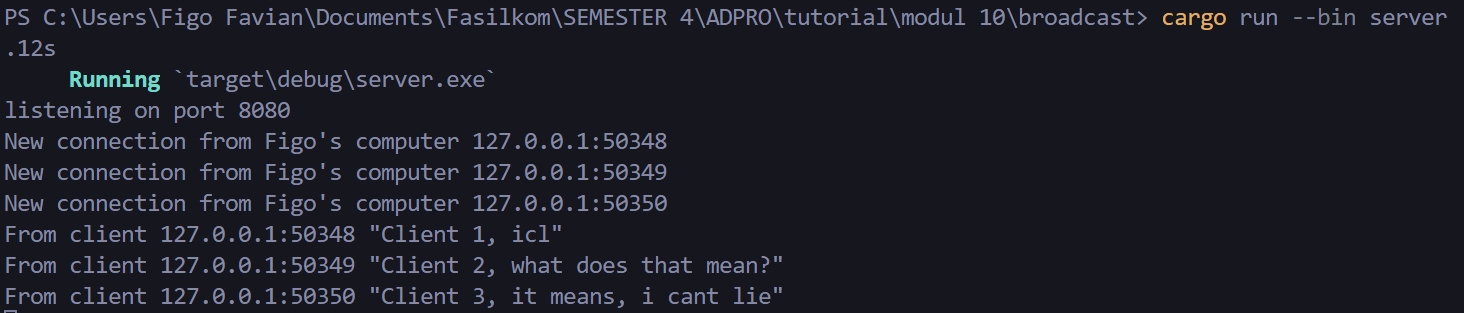 PS C:\Users\Figo Favian\Documents\Fasilkom\SEMESTER 4\ADPRO\tutorial\modul 10\broadcast> cargo run --bin server
.12s
     Running `target\debug\server.exe`
listening on port 8080
New connection from Figo's computer 127.0.0.1:50348
New connection from Figo's computer 127.0.0.1:50349
New connection from Figo's computer 127.0.0.1:50350
From client 127.0.0.1:50348 "Client 1, icl"
From client 127.0.0.1:50349 "Client 2, what does that mean?"
From client 127.0.0.1:50350 "Client 3, it means, i cant lie"